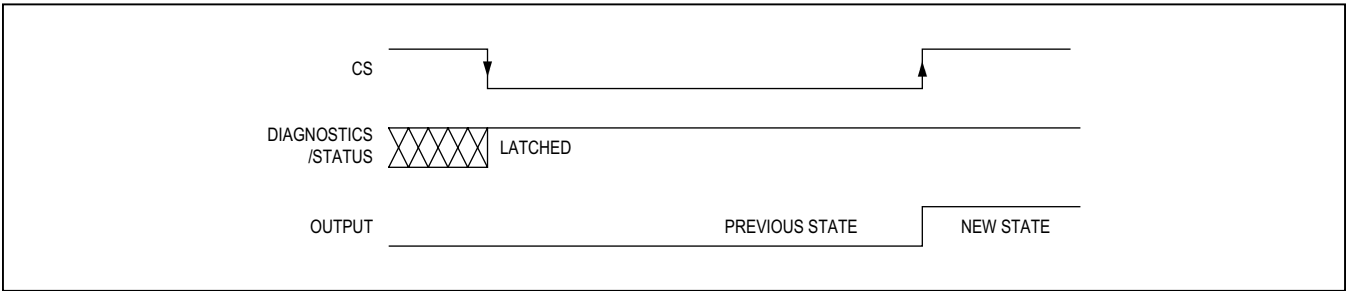 CS
DIAGNOSTICS
/STATUS
LATCHED
OUTPUT
PREVIOUS STATE
NEW STATE